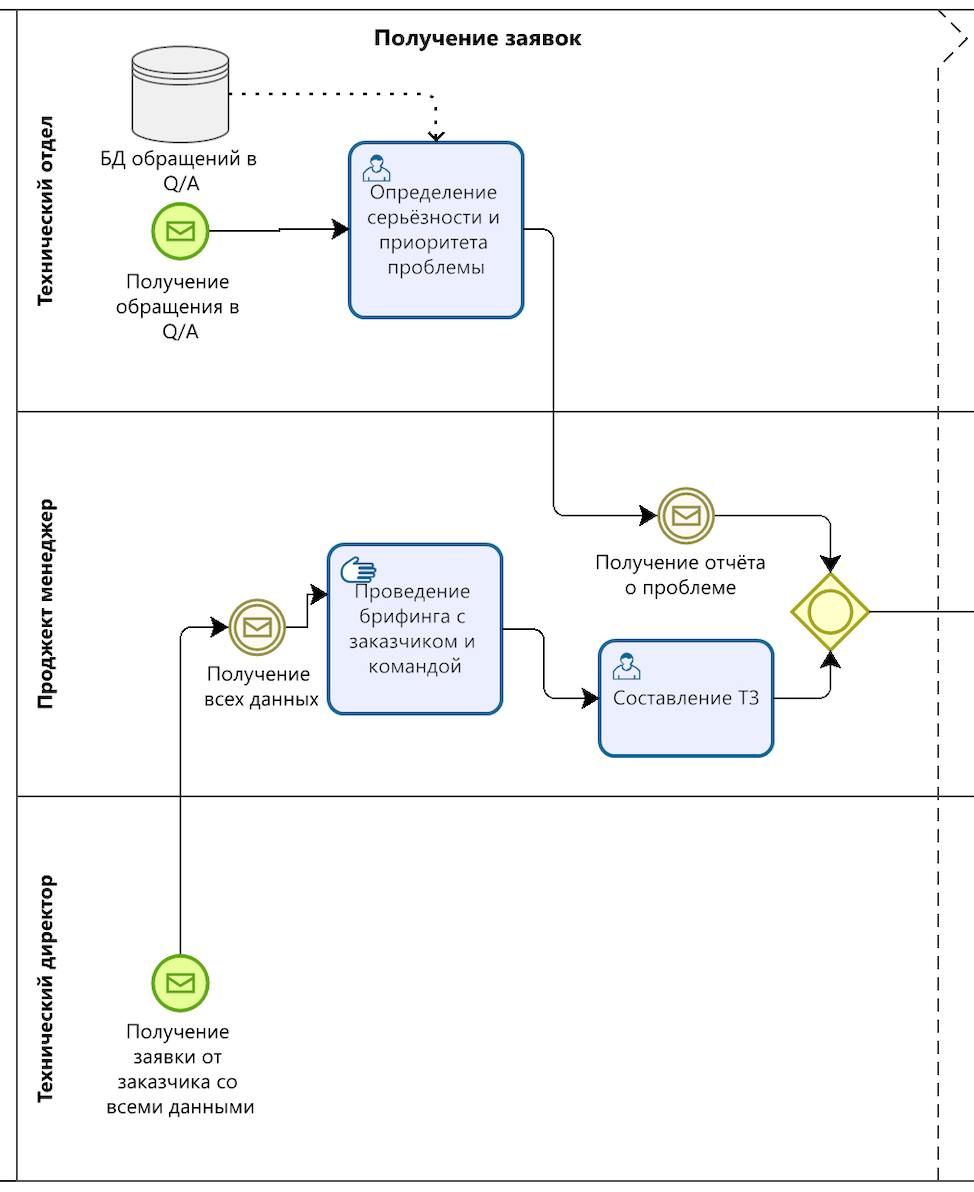 Получение заявок
Технический отдел
БД обращений в
Q/A
Получение
обращения в
Q/A
Определение
серьёзности и
приоритета
проблемы
Проджект менеджер
Получение отчёта
о проблеме
Получение
всех данных
Проведение
брифинга с
заказчиком и
командой
Составление ТЗ
Технический директор
Получение
заявки от
заказчика со
всеми данными